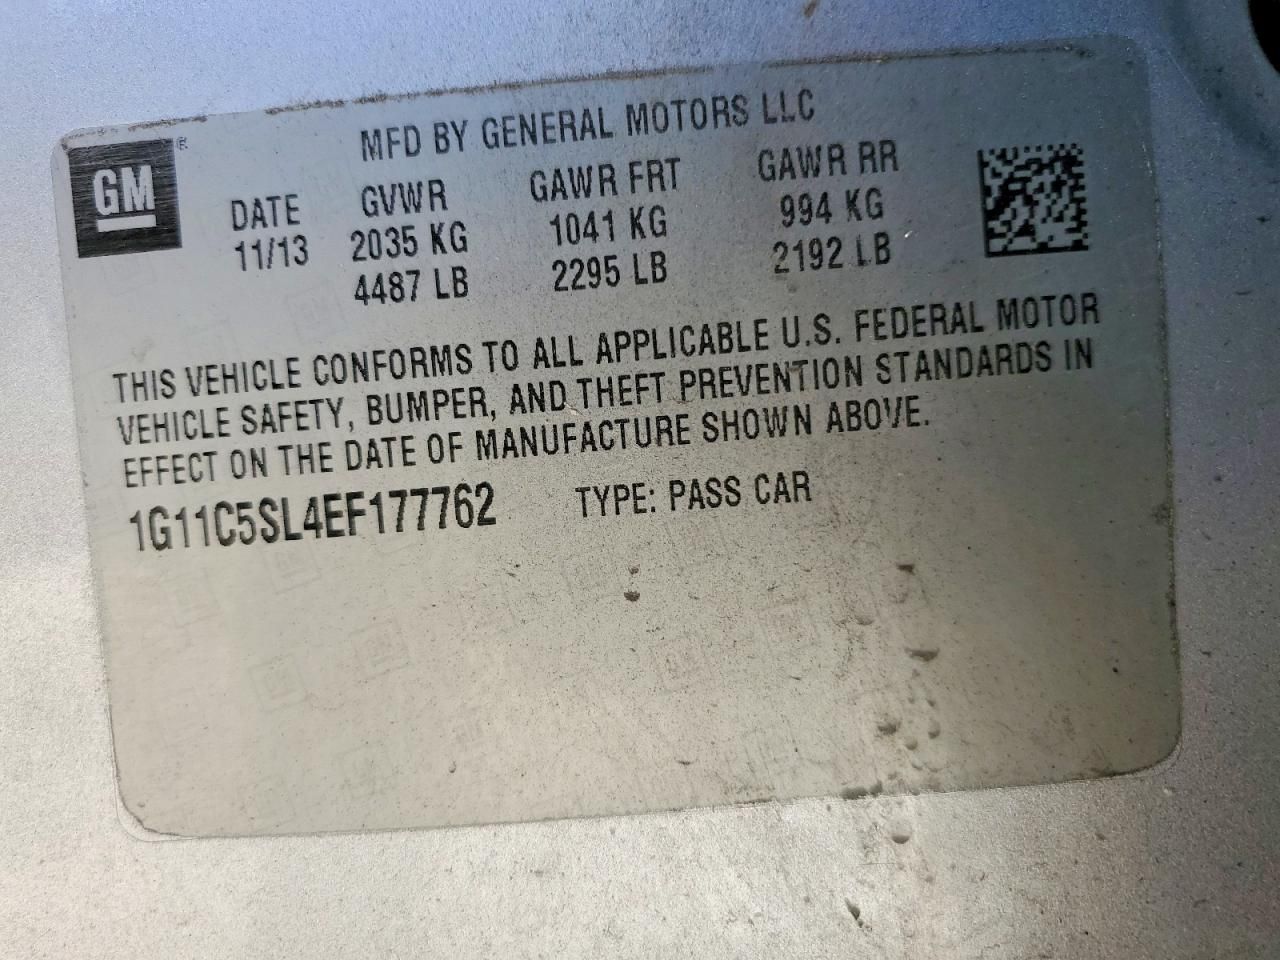 MFD BY GENERAL MOTORS LLC
GM ®
DATE GVWR GAWR FRT GAWR RR
11/13 2035 KG 1041 KG 994 KG
4487 LB 2295 LB 2192 LB
THIS VEHICLE CONFORMS TO ALL APPLICABLE U.S. FEDERAL MOTOR
VEHICLE SAFETY, BUMPER, AND THEFT PREVENTION STANDARDS IN
EFFECT ON THE DATE OF MANUFACTURE SHOWN ABOVE.
1G11C5SL4EF177762 TYPE: PASS CAR